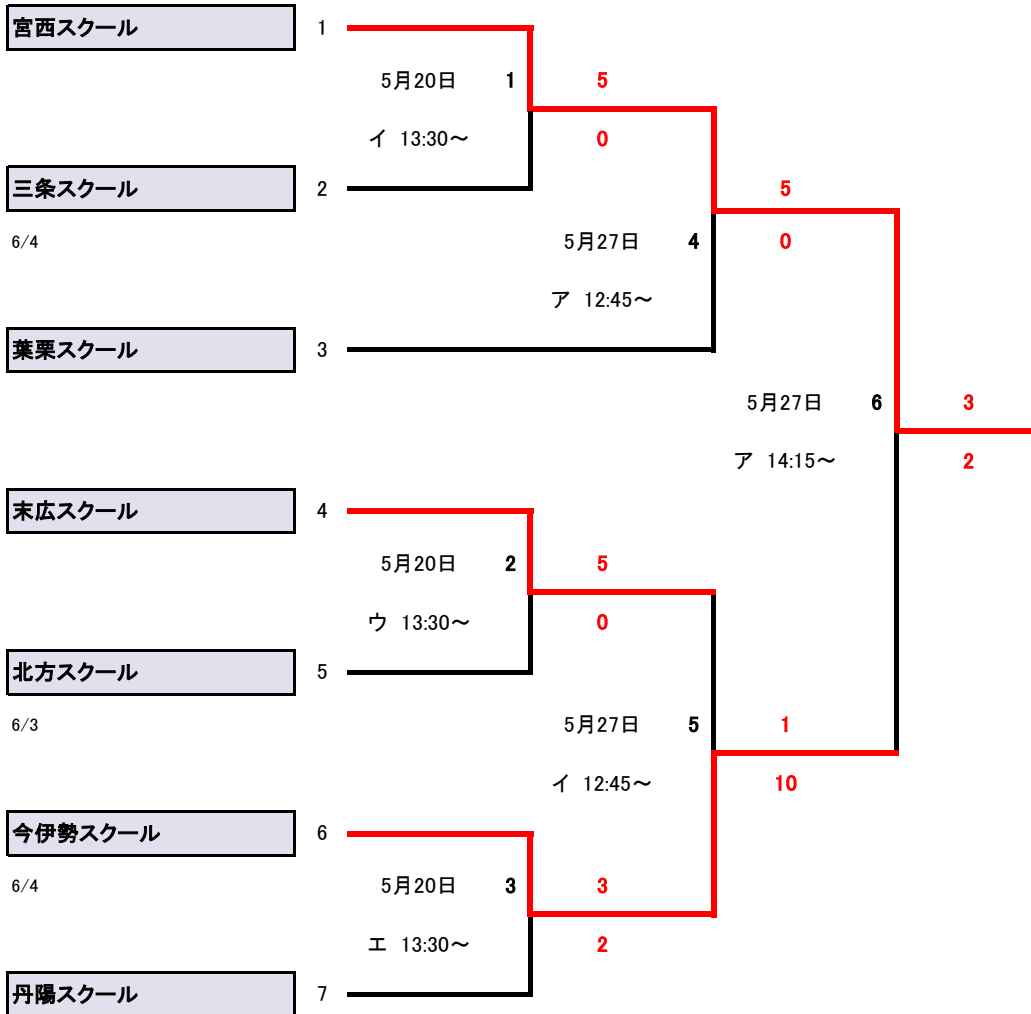 宮西スクール 1
5月20日 1 5
イ 13:30～ 0
三条スクール 2 5
6/4 5月27日 4 0
ア 12:45～
葉栗スクール 3
5月27日 6 3
ア 14:15～ 2
末広スクール 4
5月20日 2 5
ウ 13:30～ 0
北方スクール 5
6/3 5月27日 5 1
イ 12:45～ 10
今伊勢スクール 6
6/4 5月20日 3 3
エ 13:30～ 2
丹陽スクール 7